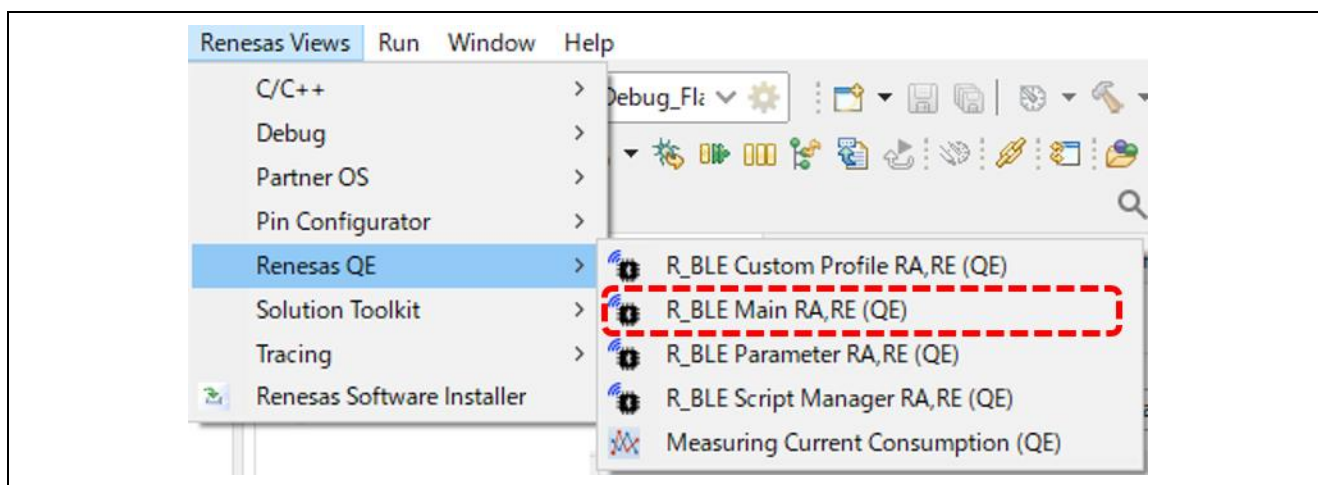 Renesas Views Run Window Help
C/C++
Debug
Partner OS
Pin Configurator
Renesas QE
Solution Toolkit
Tracing
Renesas Software Installer
R_BLE Custom Profile RA,RE (QE)
R_BLE Main RA,RE (QE)
R_BLE Parameter RA,RE (QE)
R_BLE Script Manager RA,RE (QE)
Measuring Current Consumption (QE)